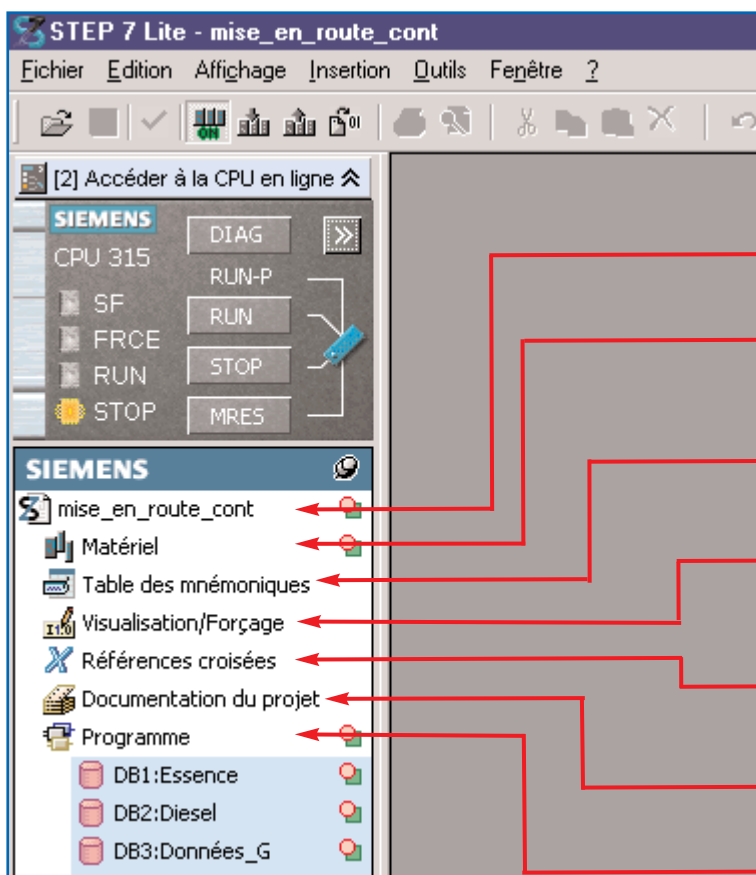 STEP 7 Lite - mise_en_route_cont
Fichier Edition Affichage Insertion Outils Fenêtre ?
ON
[2] Accéder à la CPU en ligne
SIEMENS
CPU 315
DIAG
RUN-P
SF
RUN
FRCE
RUN
STOP
STOP
MRES
SIEMENS
mise_en_route_cont
Matériel
Table des mnémoniques
Visualisation/Forçage
Références croisées
Documentation du projet
Programme
DB1:Essence
DB2:Diesel
DB3:Données_G